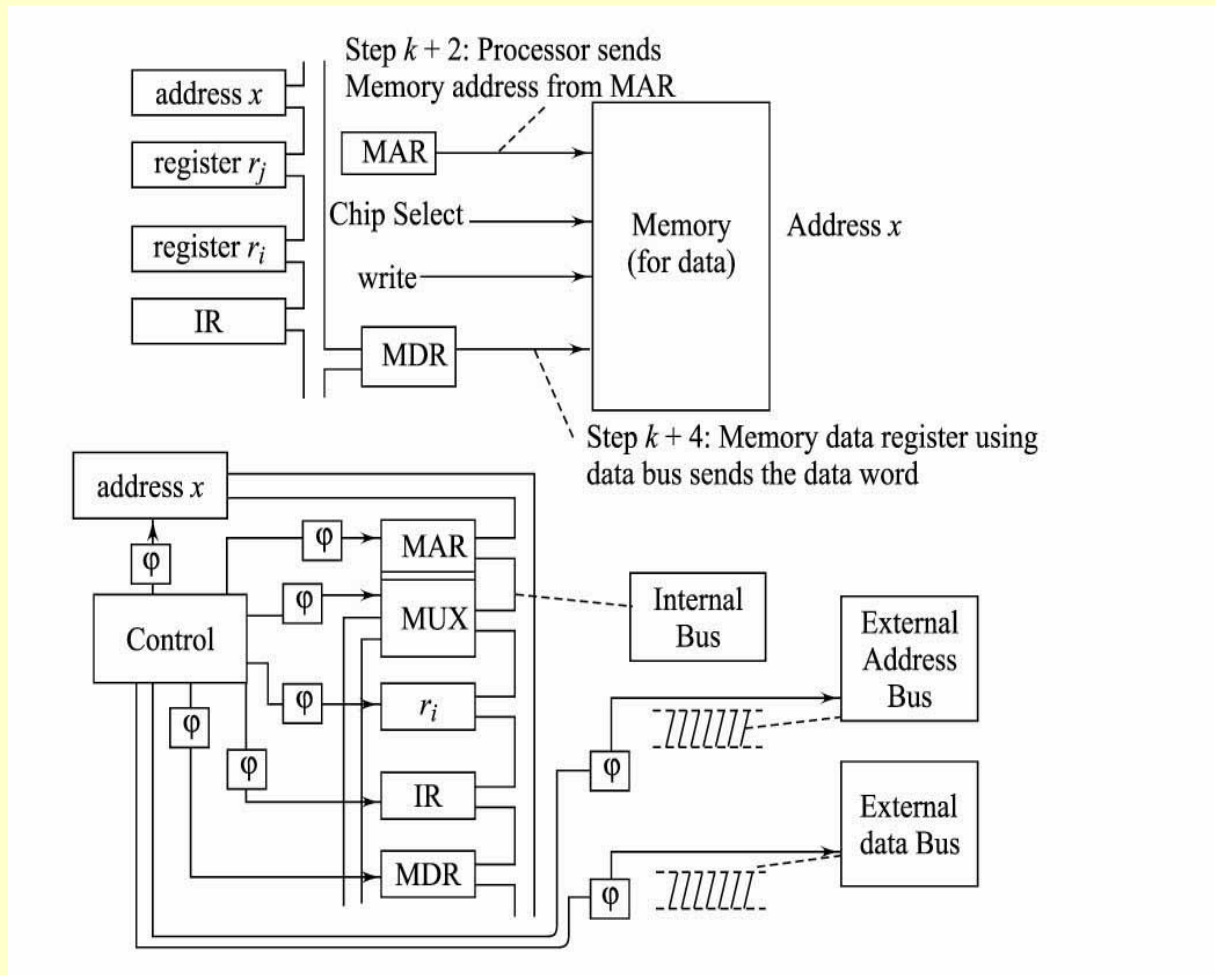 Step k + 2: Processor sends
Memory address from MAR
address x
register rj
register ri
IR
MAR
Chip Select
write
MDR
Memory
(for data)
Address x
Step k + 4: Memory data register using
data bus sends the data word
address x
φ
Control
φ
φ
φ
φ
φ
MAR
MUX
ri
IR
MDR
Internal
Bus
φ
External
Address
Bus
φ
External
data Bus